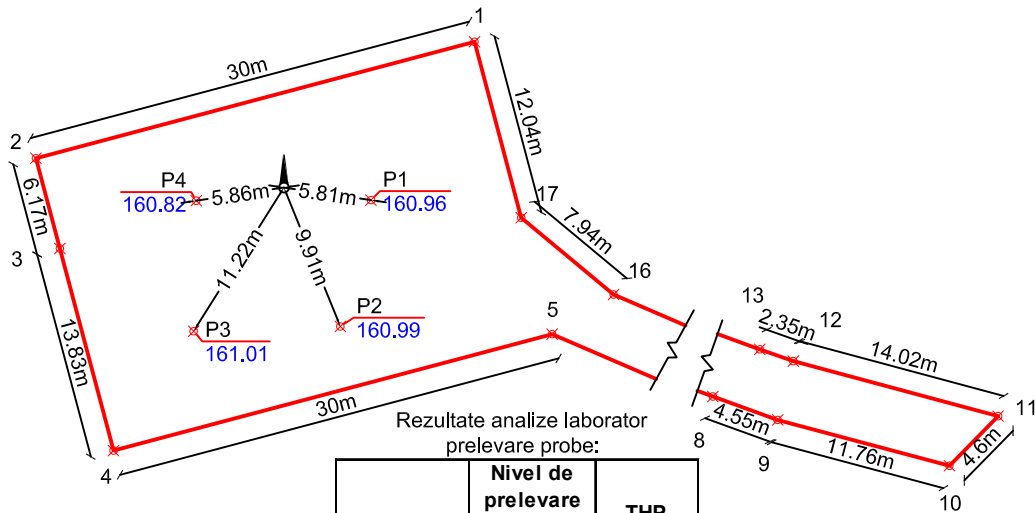 1
30m
12.04m
2
6.17m
P4
160.82
5.86m
5.81m
P1
160.96
17
7.94m
3
11.22m
9.91m
16
P3
161.01
P2
160.99
5
13
2,35m
12
14.02m
13.83m
30m
4
8
4.55m
9
11.76m
11
4.6m
10
Rezultate analize laborator
prelevare probe:
Nivel de
prelevare